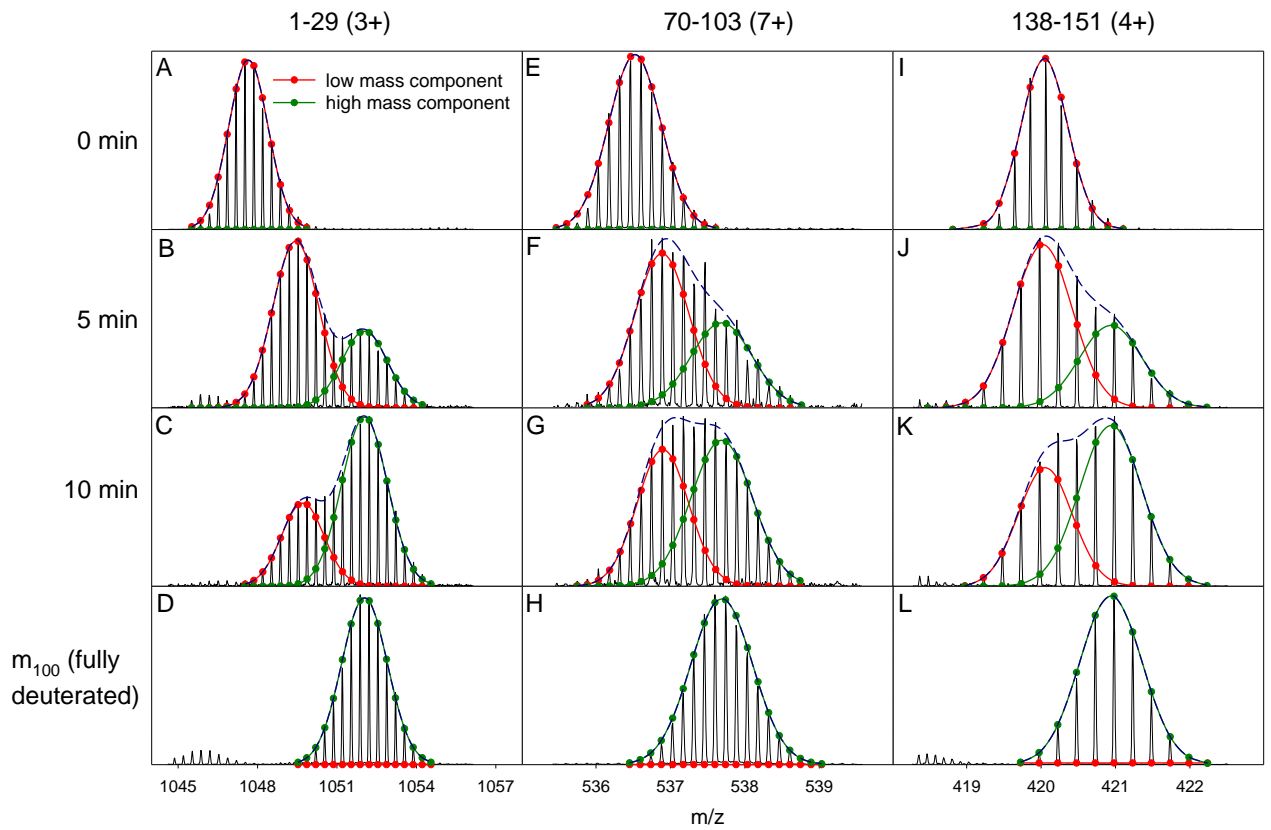 1-29 (3+) 70-103 (7+) 138-151 (4+)
A E I
low mass component
high mass component
0 min
B F J
5 min
C G K
10 min
D H L
m100 (fully
deuterated)
1045 1048 1051 1054 1057 536 537 538 539 419 420 421 422
m/z